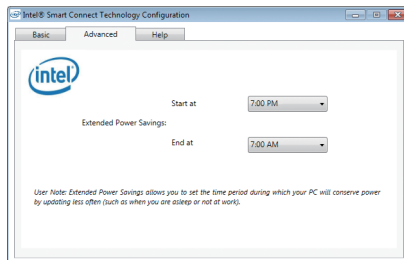 Intel® Smart Connect Technology Configuration
Basic Advanced Help
intel
Start at 7:00 PM
Extended Power Savings:
End at 7:00 AM
User Note: Extended Power Savings allows you to set the time period during which your PC will conserve power
by updating less often (such as when you are asleep or not at work).